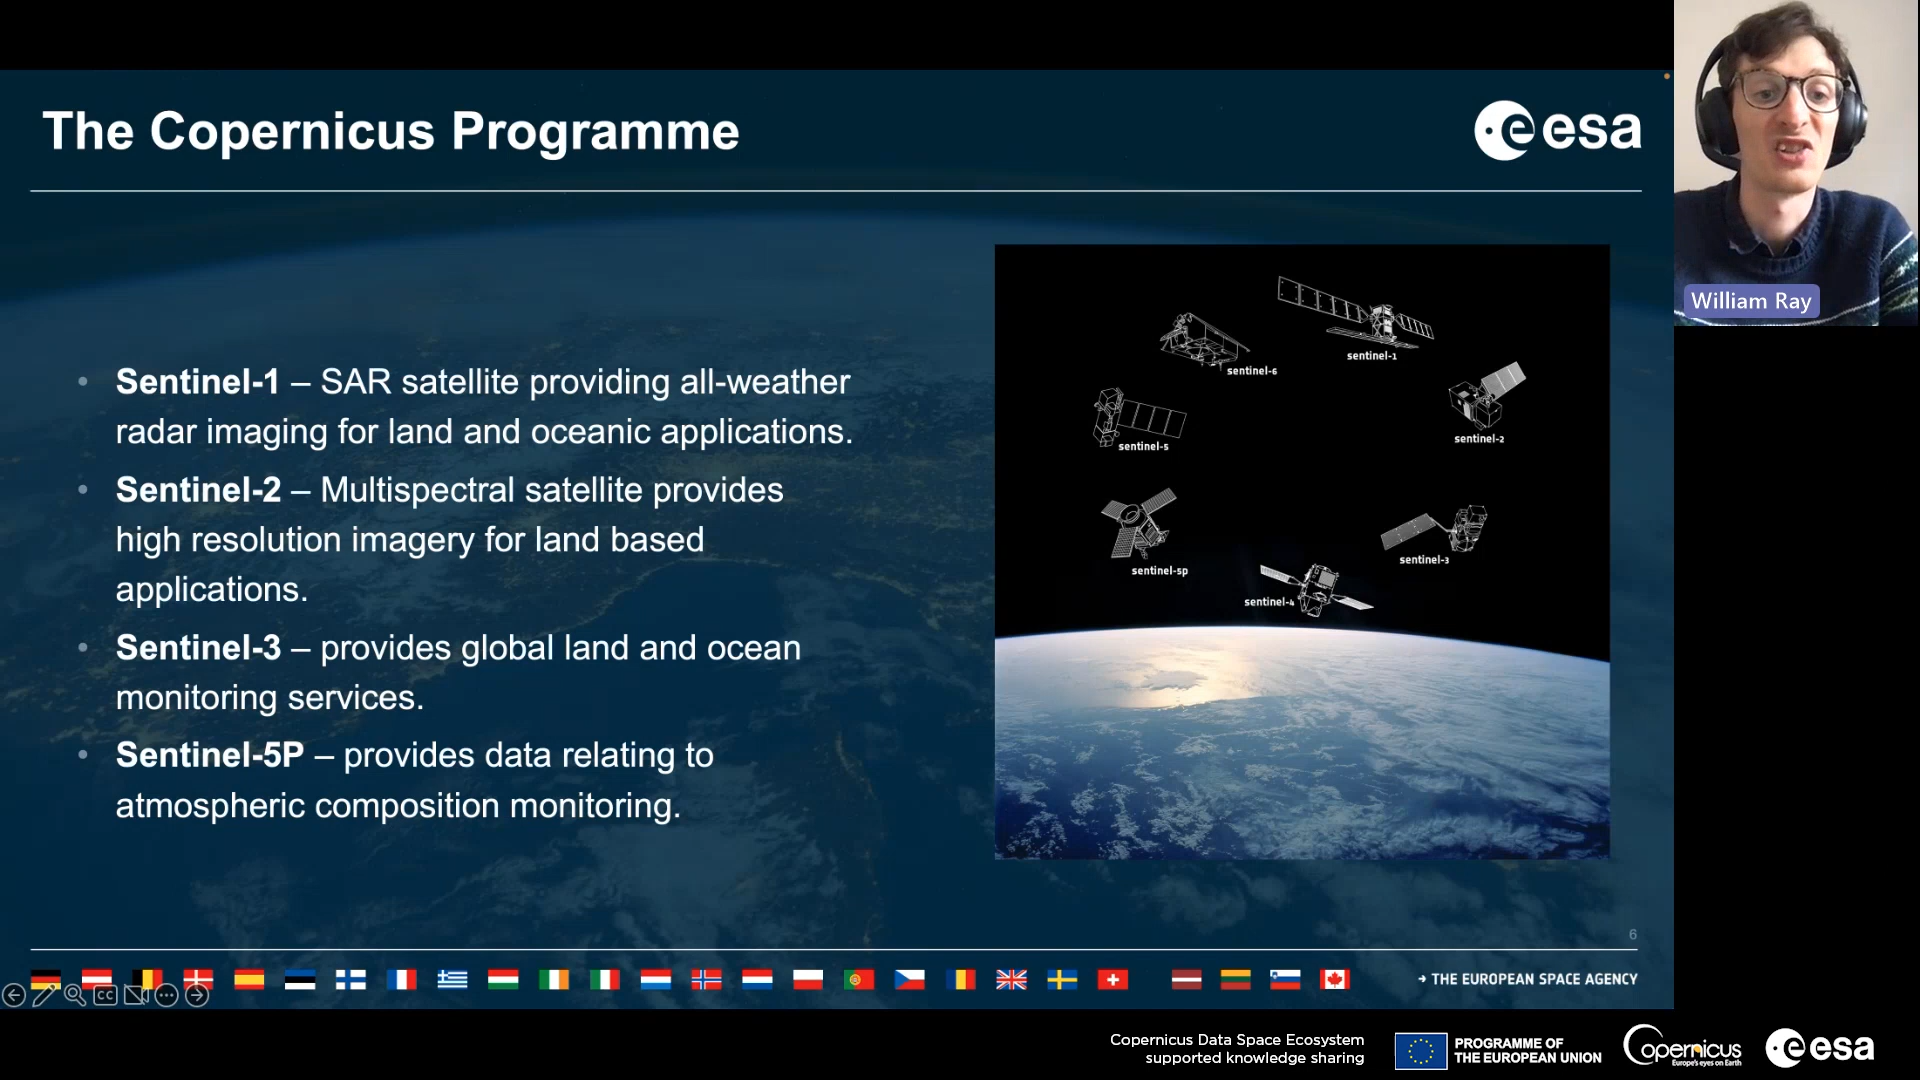 The Copernicus Programme
esa
William Ray
• Sentinel-1 – SAR satellite providing all-weather
radar imaging for land and oceanic applications.
• Sentinel-2 – Multispectral satellite provides
high resolution imagery for land based
applications.
• Sentinel-3 – provides global land and ocean
monitoring services.
• Sentinel-5P – provides data relating to
atmospheric composition monitoring.
sentinel-1
sentinel-6
sentinel-2
sentinel-5
sentinel-3
sentinel-5p
sentinel-4
6
CC
→ THE EUROPEAN SPACE AGENCY
Copernicus Data Space Ecosystem
supported knowledge sharing
PROGRAMME OF
THE EUROPEAN UNION
Copernicus
Europe's eyes on Earth
esa